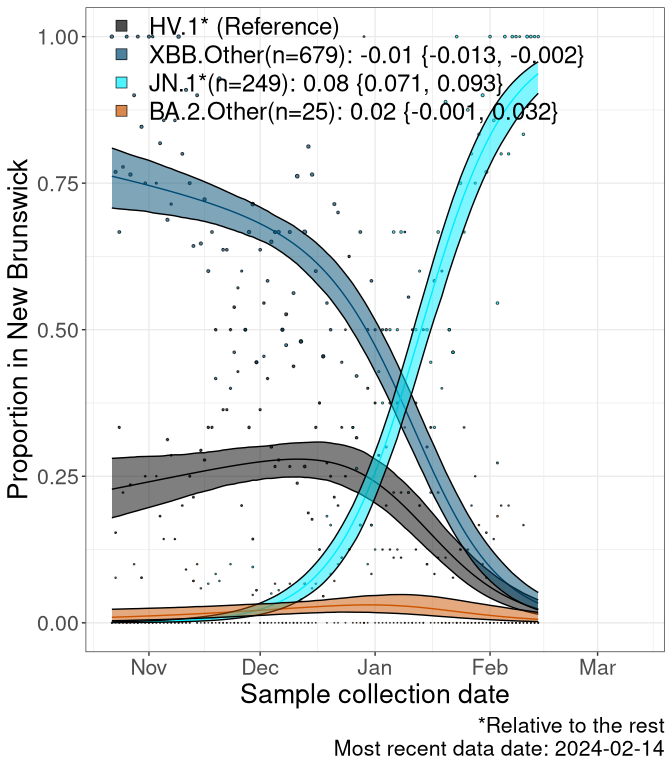 HV.1* (Reference)
XBB.Other(n=679): -0.01 {-0.013, -0.002}
JN.1*(n=249): 0.08 {0.071, 0.093}
BA.2.Other(n=25): 0.02 {-0.001, 0.032}
Proportion in New Brunswick
1.00
0.75
0.50
0.25
0.00
Nov Dec Jan Feb Mar
Sample collection date
*Relative to the rest
Most recent data date: 2024-02-14